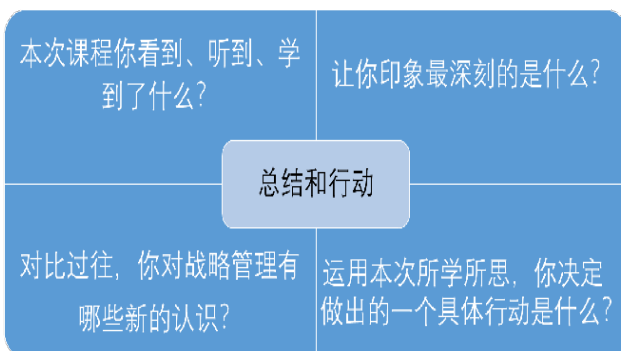 本次课程你看到、听到、学
到了什么?
让你印象最深刻的是什么?
总结和行动
对比过往，你对战略管理有
哪些新的认识?
运用本次所学所思，你决定
做出的一个具体行动是什么?